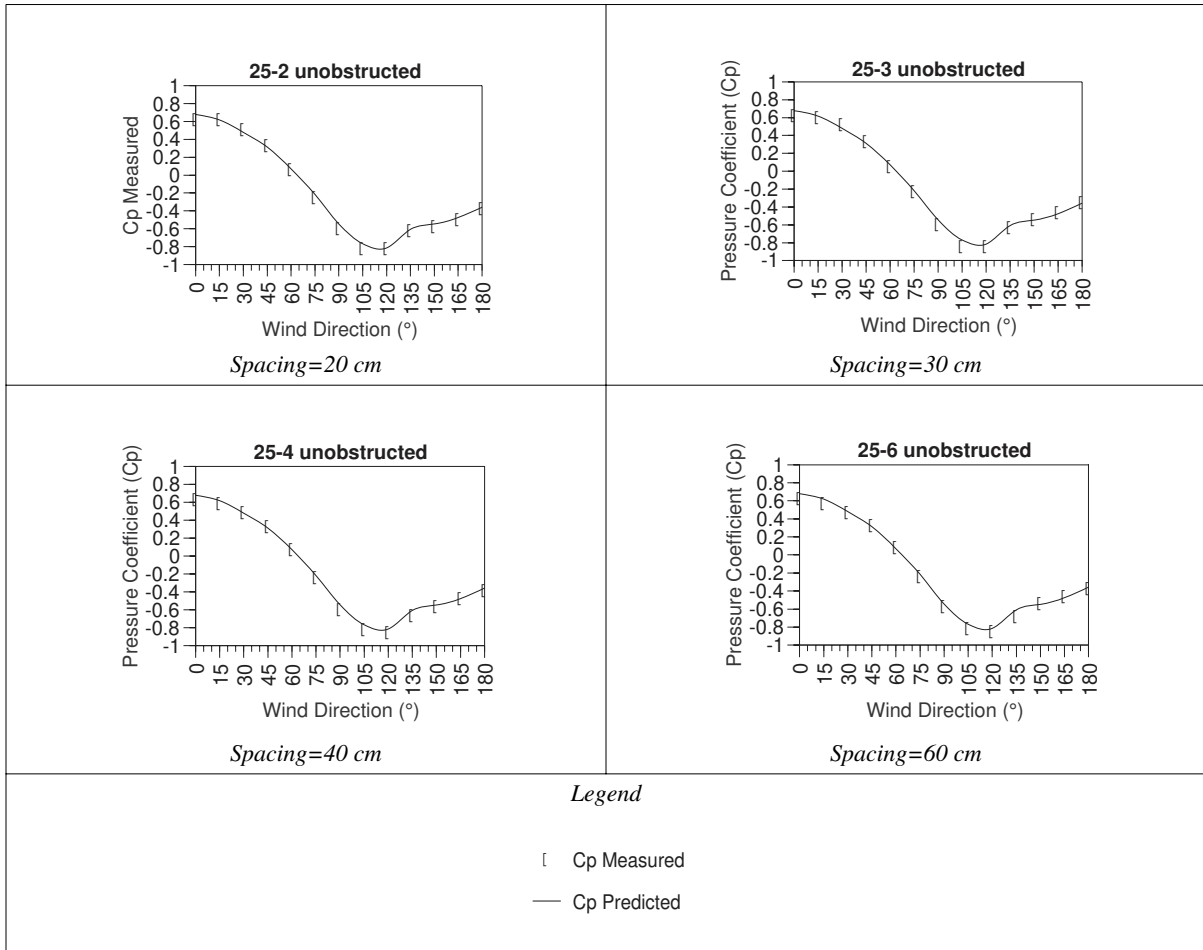 25-2 unobstructed
Cp Measured
1
0.8
0.6
0.4
0.2
0
-0.2
-0.4
-0.6
-0.8
-1
0 15 30 45 60 75 90 105 120 135 150 165 180
Wind Direction (°)
Spacing=20 cm
25-3 unobstructed
Pressure Coefficient (Cp)
1
0.8
0.6
0.4
0.2
0
-0.2
-0.4
-0.6
-0.8
-1
0 15 30 45 60 75 90 105 120 135 150 165 180
Wind Direction (°)
Spacing=30 cm
25-4 unobstructed
Pressure Coefficient (Cp)
1
0.8
0.6
0.4
0.2
0
-0.2
-0.4
-0.6
-0.8
-1
0 15 30 45 60 75 90 105 120 135 150 165 180
Wind Direction (°)
Spacing=40 cm
25-6 unobstructed
Pressure Coefficient (Cp)
1
0.8
0.6
0.4
0.2
0
-0.2
-0.4
-0.6
-0.8
-1
0 15 30 45 60 75 90 105 120 135 150 165 180
Wind Direction (°)
Spacing=60 cm
Legend
Cp Measured
Cp Predicted